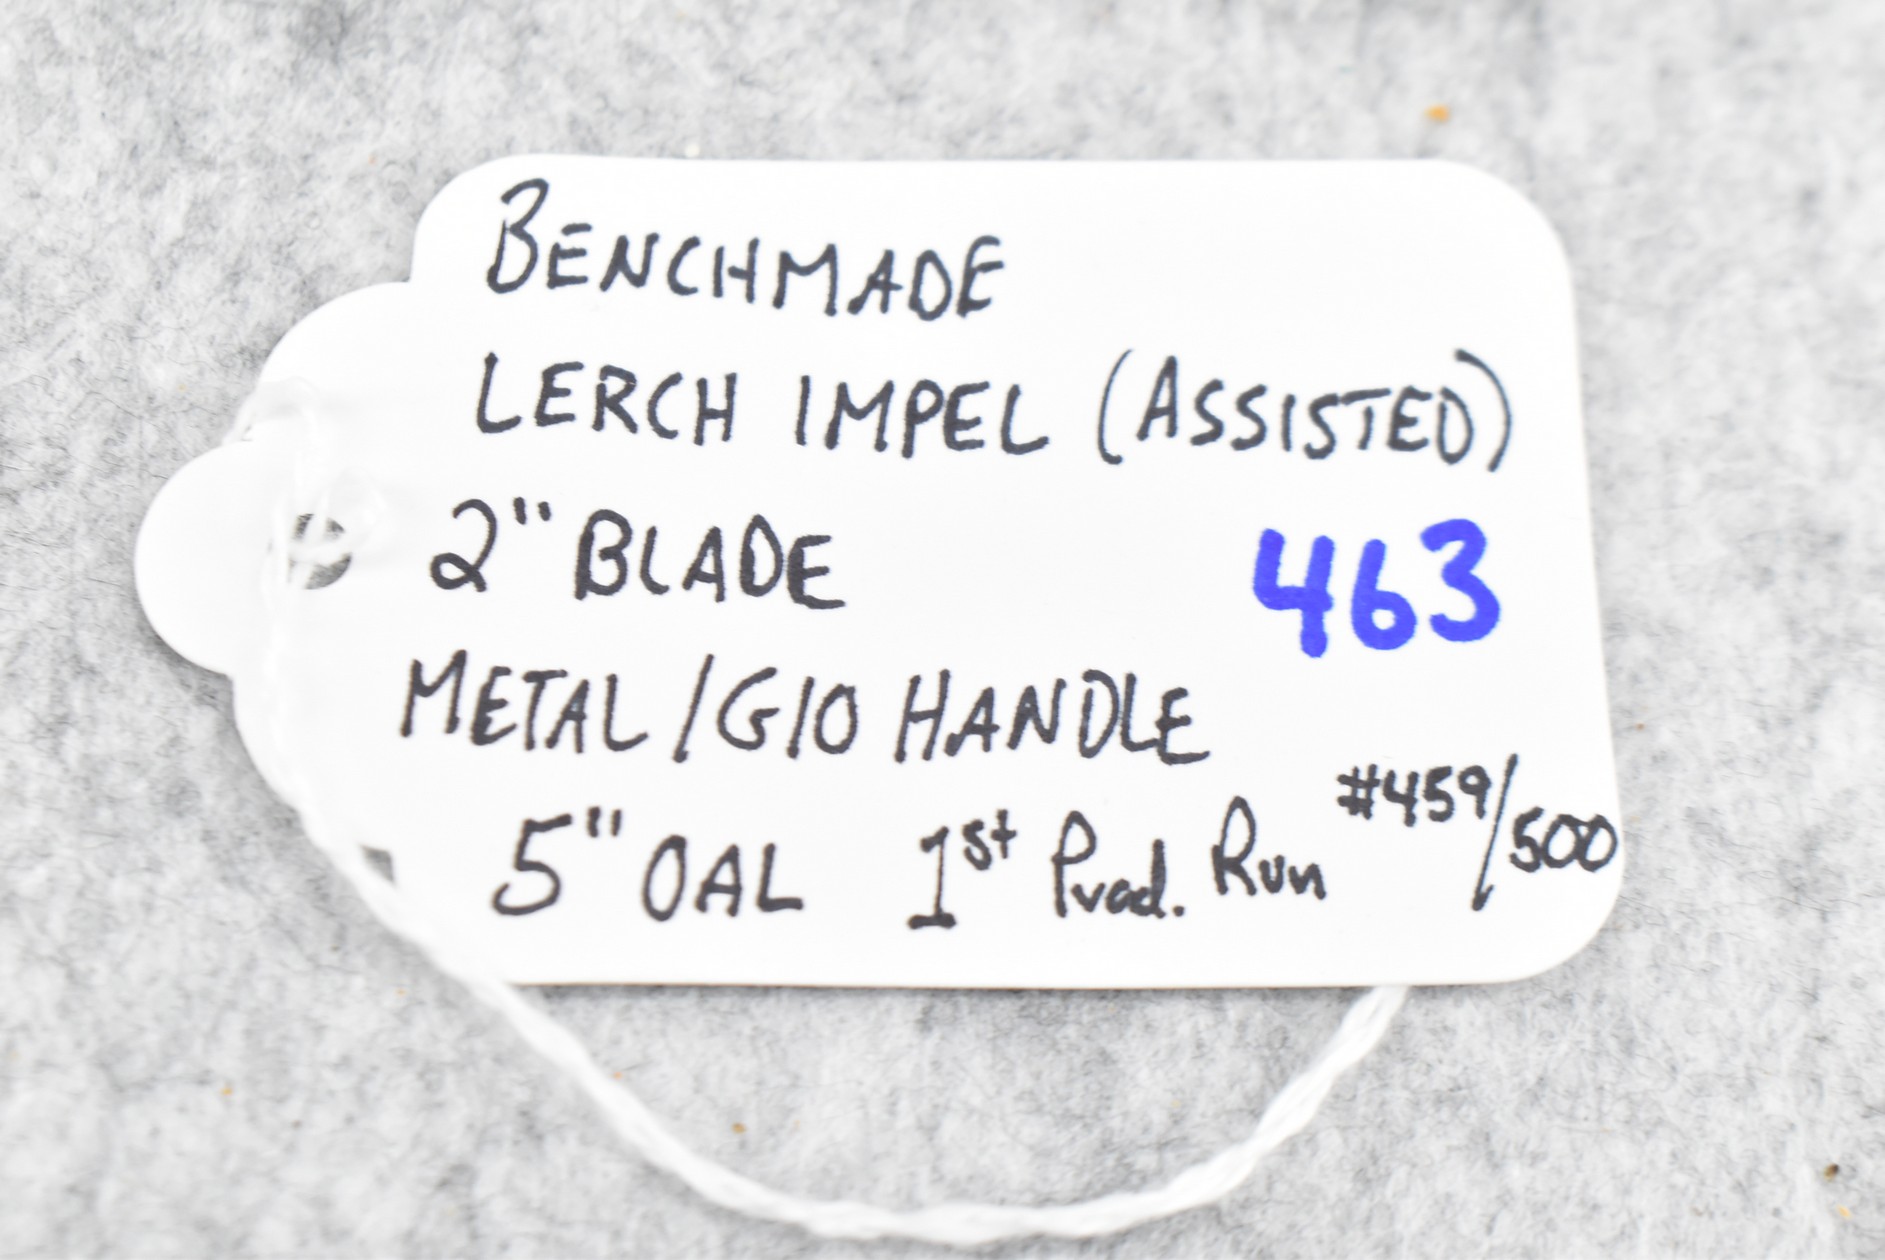 BENCHMADE
LERCH IMPEL (ASSISTED)
2" BLADE 463
METAL/G10 HANDLE
5" OAL 1st Prod. Run #459/500